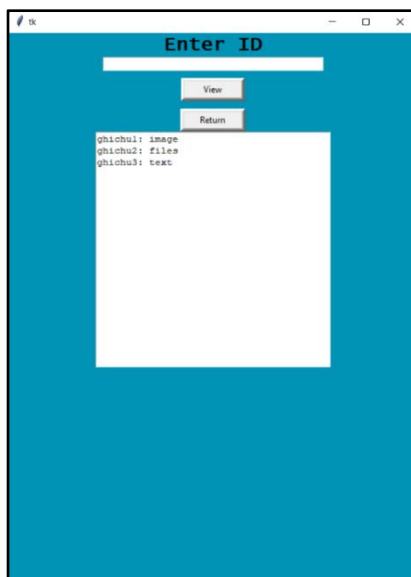 tk
Enter ID
View
Return
ghichu1: image
ghichu2: files
ghichu3: text